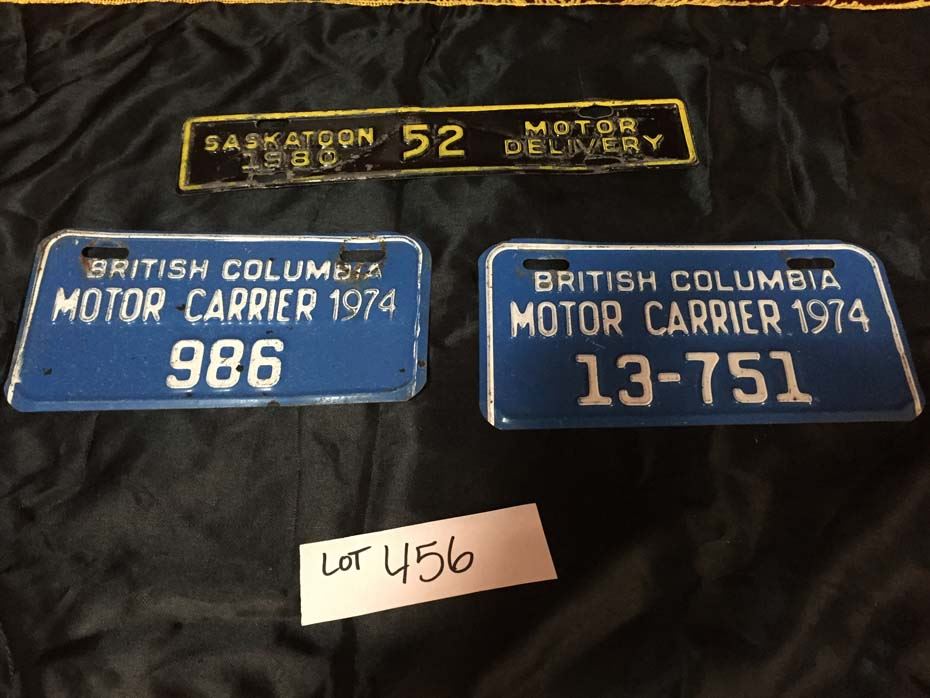 SASKATOON 52 MOTOR
1980 DELIVERY
BRITISH COLUMBIA
MOTOR CARRIER 1974
986
BRITISH COLUMBIA
MOTOR CARRIER 1974
13-751
LOT 456